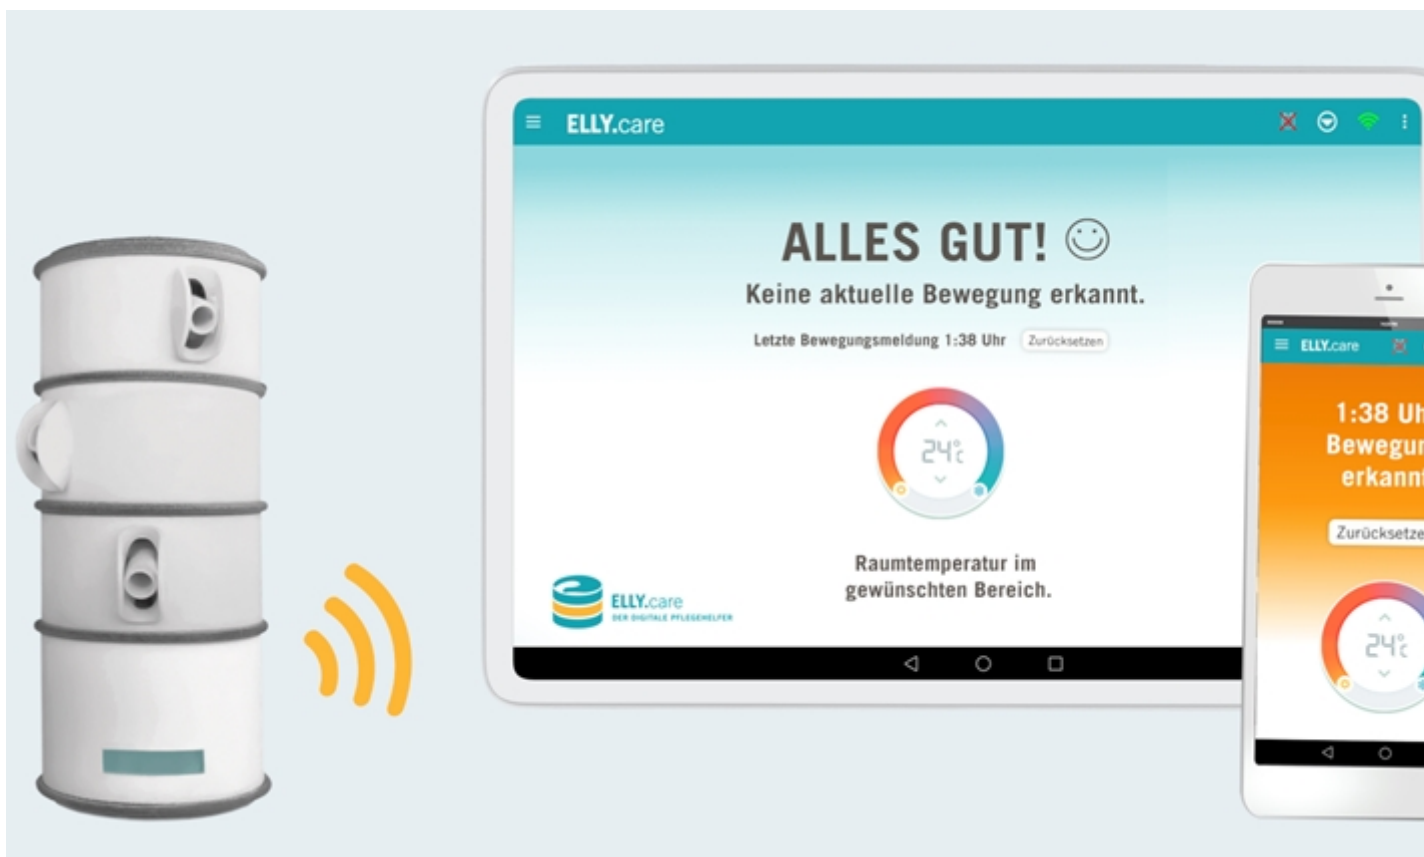 ELLY.care
ALLES GUT!
Keine aktuelle Bewegung erkannt.
Letzte Bewegungsmeldung 1:38 Uhr Zurücksetzen
24°C
Raumtemperatur im
gewünschten Bereich.
ELLY.care
DER DIGITALE PFLEGEHELFER
ELLY.care
1:38 Uh
Bewegun
erkannt
Zurücksetze
24°C